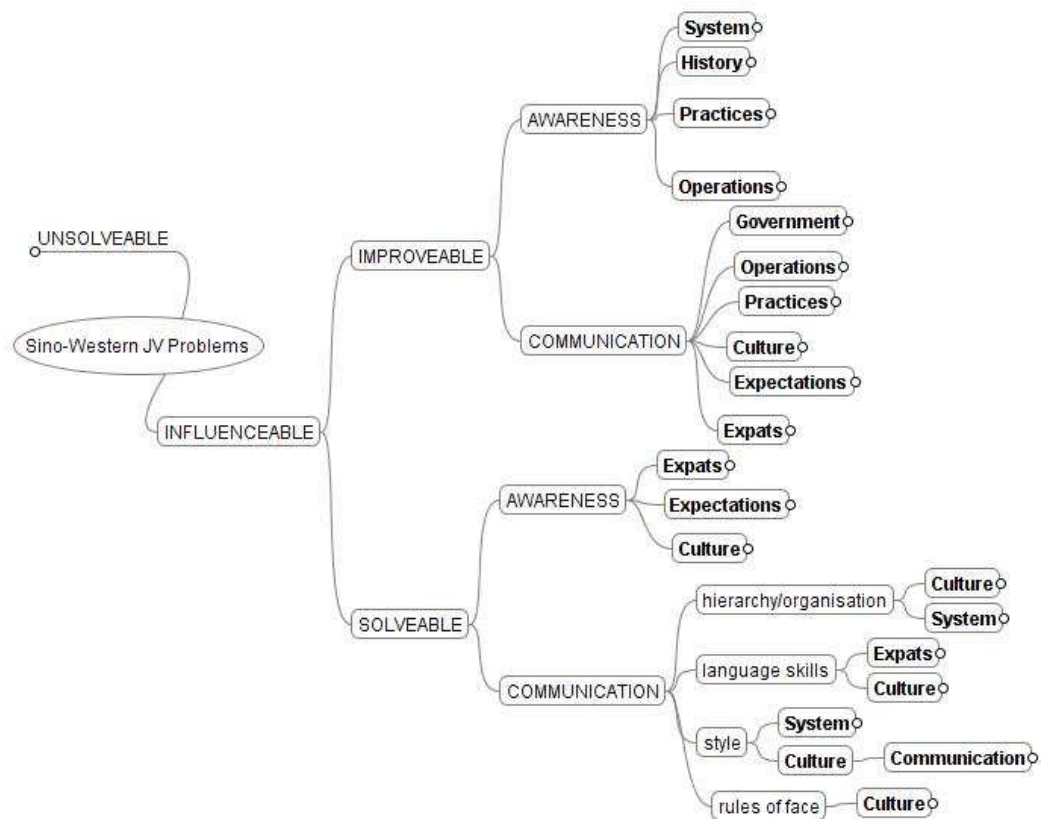 Sino-Western JV Problems
UNSOLVEABLE
INFLUENCEABLE
IMPROVEABLE
AWARENESS
System
History
Practices
Operations
COMMUNICATION
Government
Operations
Practices
Culture
Expectations
Expats
SOLVEABLE
AWARENESS
Expats
Expectations
Culture
COMMUNICATION
hierarchy/organisation
Culture
System
language skills
Expats
Culture
style
System
Culture
Communication
rules of face
Culture